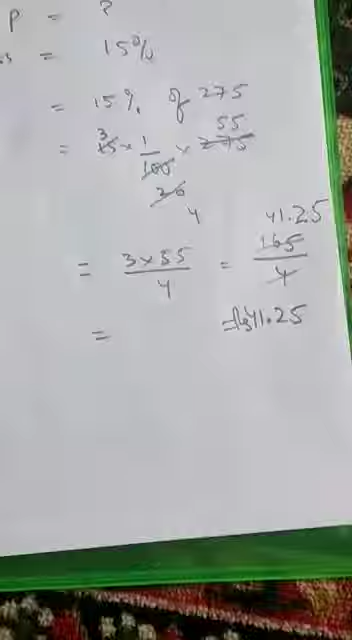 P = ?
= 15%
= 15% of 275
= 3 15 × 1/100 × 275 55
20
4
= 3×55/4 = 165/4 41.25
= =Rs41.25